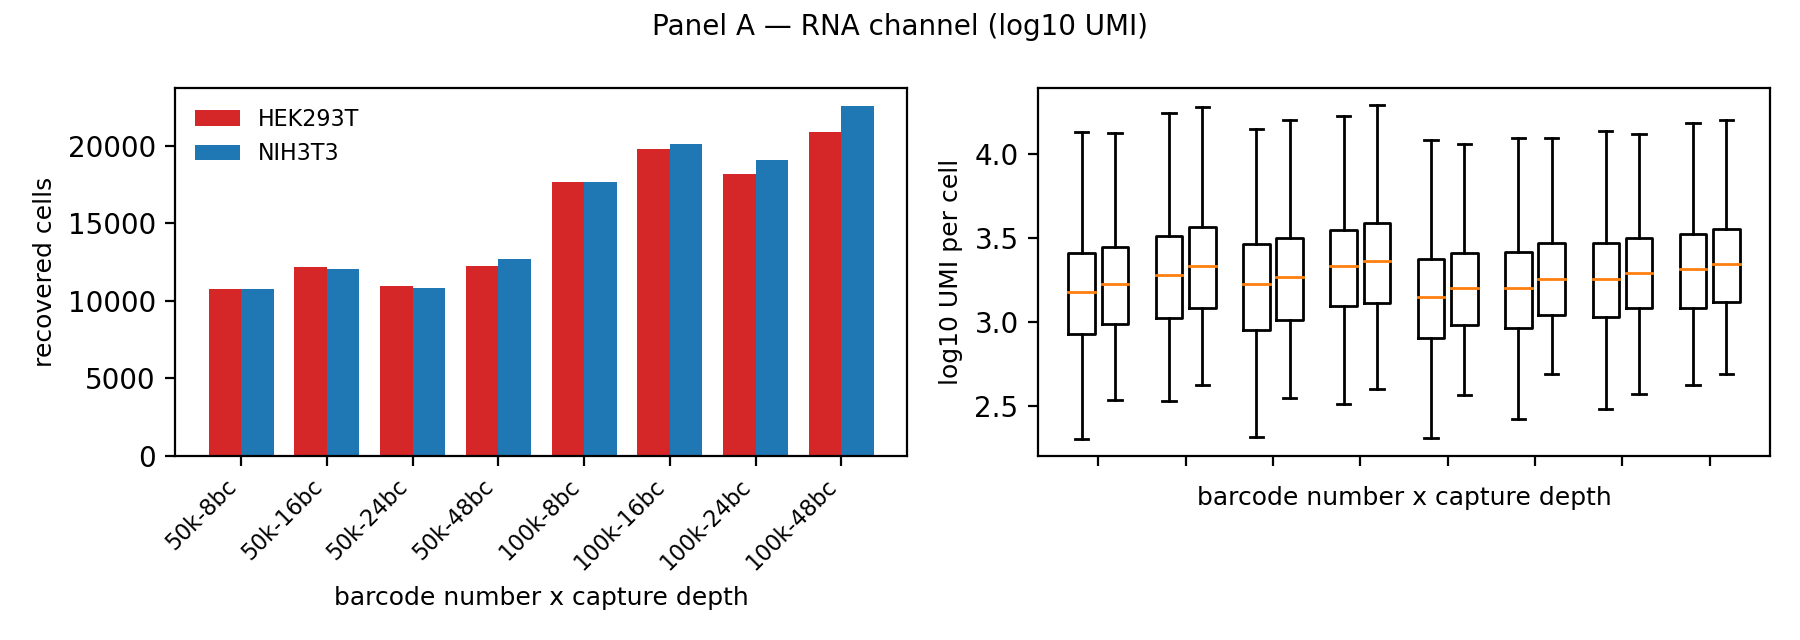 Panel A — RNA channel (log10 UMI)
HEK293T
NIH3T3
recovered cells
20000
15000
10000
5000
0
50k-8bc
50k-16bc
50k-24bc
50k-48bc
100k-8bc
100k-16bc
100k-24bc
100k-48bc
barcode number x capture depth
log10 UMI per cell
4.0
3.5
3.0
2.5
barcode number x capture depth